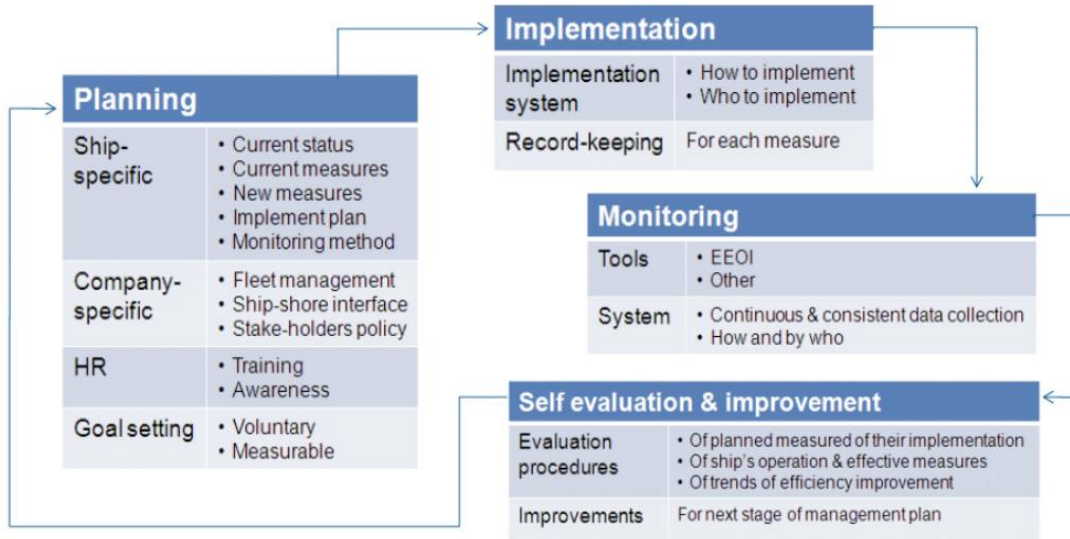 Planning
Ship-
specific
• Current status
• Current measures
• New measures
• Implement plan
• Monitoring method
Company-
specific
• Fleet management
• Ship-shore interface
• Stake-holders policy
HR
• Training
• Awareness
Goal setting
• Voluntary
• Measurable
Implementation
Implementation
system
• How to implement
• Who to implement
Record-keeping
For each measure
Monitoring
Tools
• EEOI
• Other
System
• Continuous & consistent data collection
• How and by who
Self evaluation & improvement
Evaluation
procedures
• Of planned measured of their implementation
• Of ship's operation & effective measures
• Of trends of efficiency improvement
Improvements
For next stage of management plan